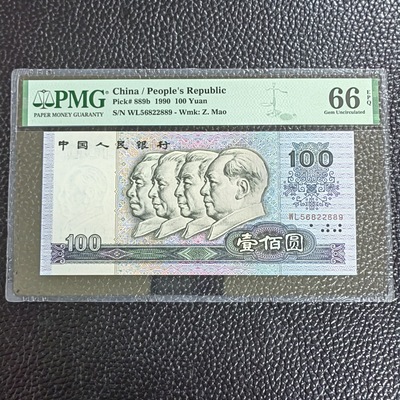 PMG
PAPER MONEY GUARANTY
China / People's Republic
Pick# 889b 1990 100 Yuan
S/N WL56822889 - Wmk: Z. Mao
66 EPQ
Gem Uncirculated
中国人民银行
100
WL56822889
100
壹佰圆